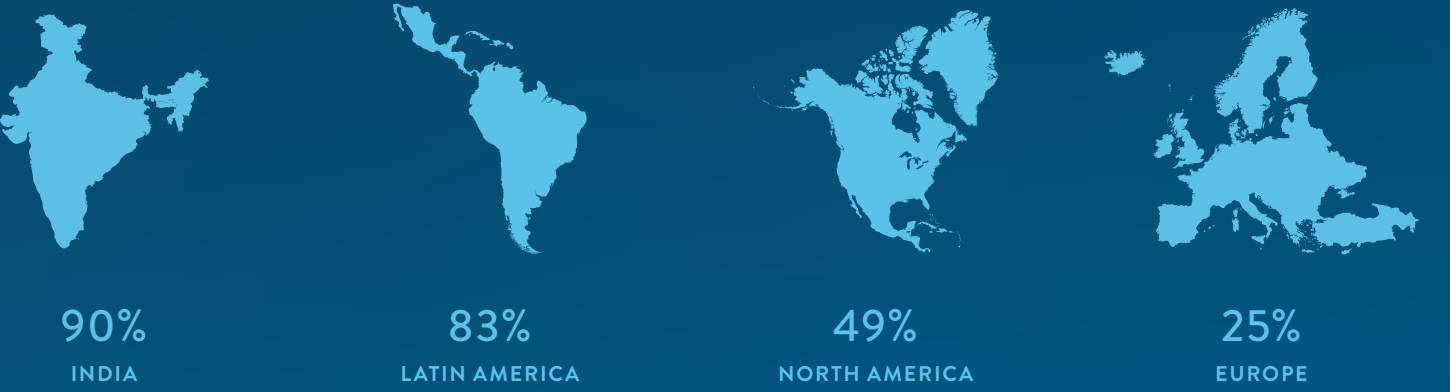 90%
INDIA
83%
LATIN AMERICA
49%
NORTH AMERICA
25%
EUROPE